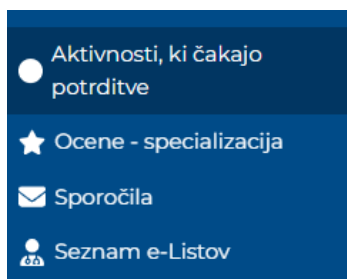 Aktivnosti, ki čakajo
potrditve
Ocene - specializacija
Sporočila
Seznam e-Listov